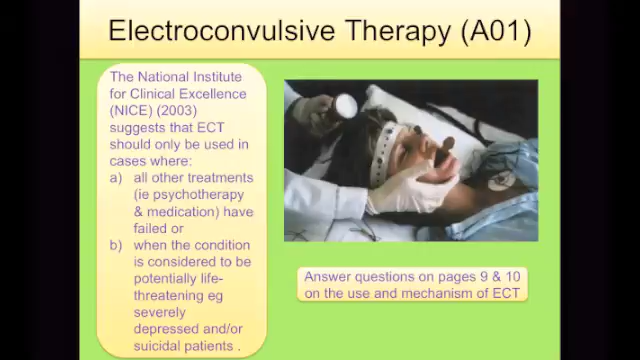 Electroconvulsive Therapy (A01)
The National Institute
for Clinical Excellence
(NICE) (2003)
suggests that ECT
should only be used in
cases where:
a) all other treatments
(ie psychotherapy
& medication) have
failed or
b) when the condition
is considered to be
potentially life-
threatening eg
severely
depressed and/or
suicidal patients .
Answer questions on pages 9 & 10
on the use and mechanism of ECT